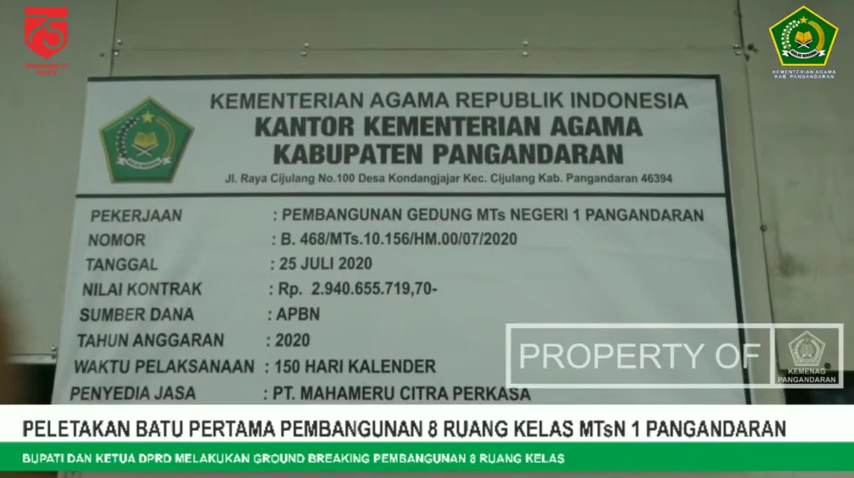 75
KEMENTERIAN AGAMA
KAB. PANGANDARAN
KEMENTERIAN AGAMA REPUBLIK INDONESIA
KANTOR KEMENTERIAN AGAMA
KABUPATEN PANGANDARAN
Jl. Raya Cijulang No.100 Desa Kondangjajar Kec. Cijulang Kab. Pangandaran 46394
PEKERJAAN : PEMBANGUNAN GEDUNG MTs NEGERI 1 PANGANDARAN
NOMOR : B. 468/MTs.10.156/HM.00/07/2020
TANGGAL : 25 JULI 2020
NILAI KONTRAK : Rp. 2.940.655.719,70-
SUMBER DANA : APBN
TAHUN ANGGARAN : 2020
WAKTU PELAKSANAAN : 150 HARI KALENDER
PENYEDIA JASA : PT. MAHAMERU CITRA PERKASA
PROPERTY OF
KEMENAG
PANGANDARAN
PELETAKAN BATU PERTAMA PEMBANGUNAN 8 RUANG KELAS MTsN 1 PANGANDARAN
BUPATI DAN KETUA DPRD MELAKUKAN GROUND BREAKING PEMBANGUNAN 8 RUANG KELAS